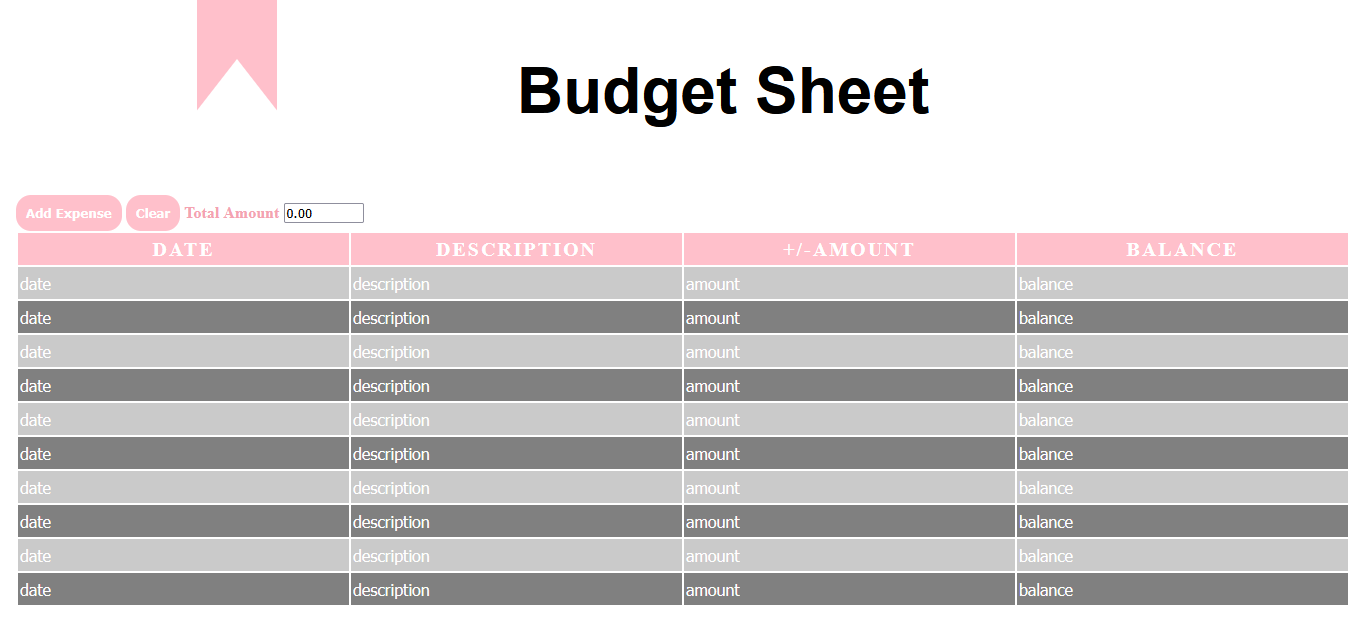 Budget Sheet
Add Expense Clear Total Amount 0.00
DATE DESCRIPTION +/-AMOUNT BALANCE
date description amount balance
date description amount balance
date description amount balance
date description amount balance
date description amount balance
date description amount balance
date description amount balance
date description amount balance
date description amount balance
date description amount balance